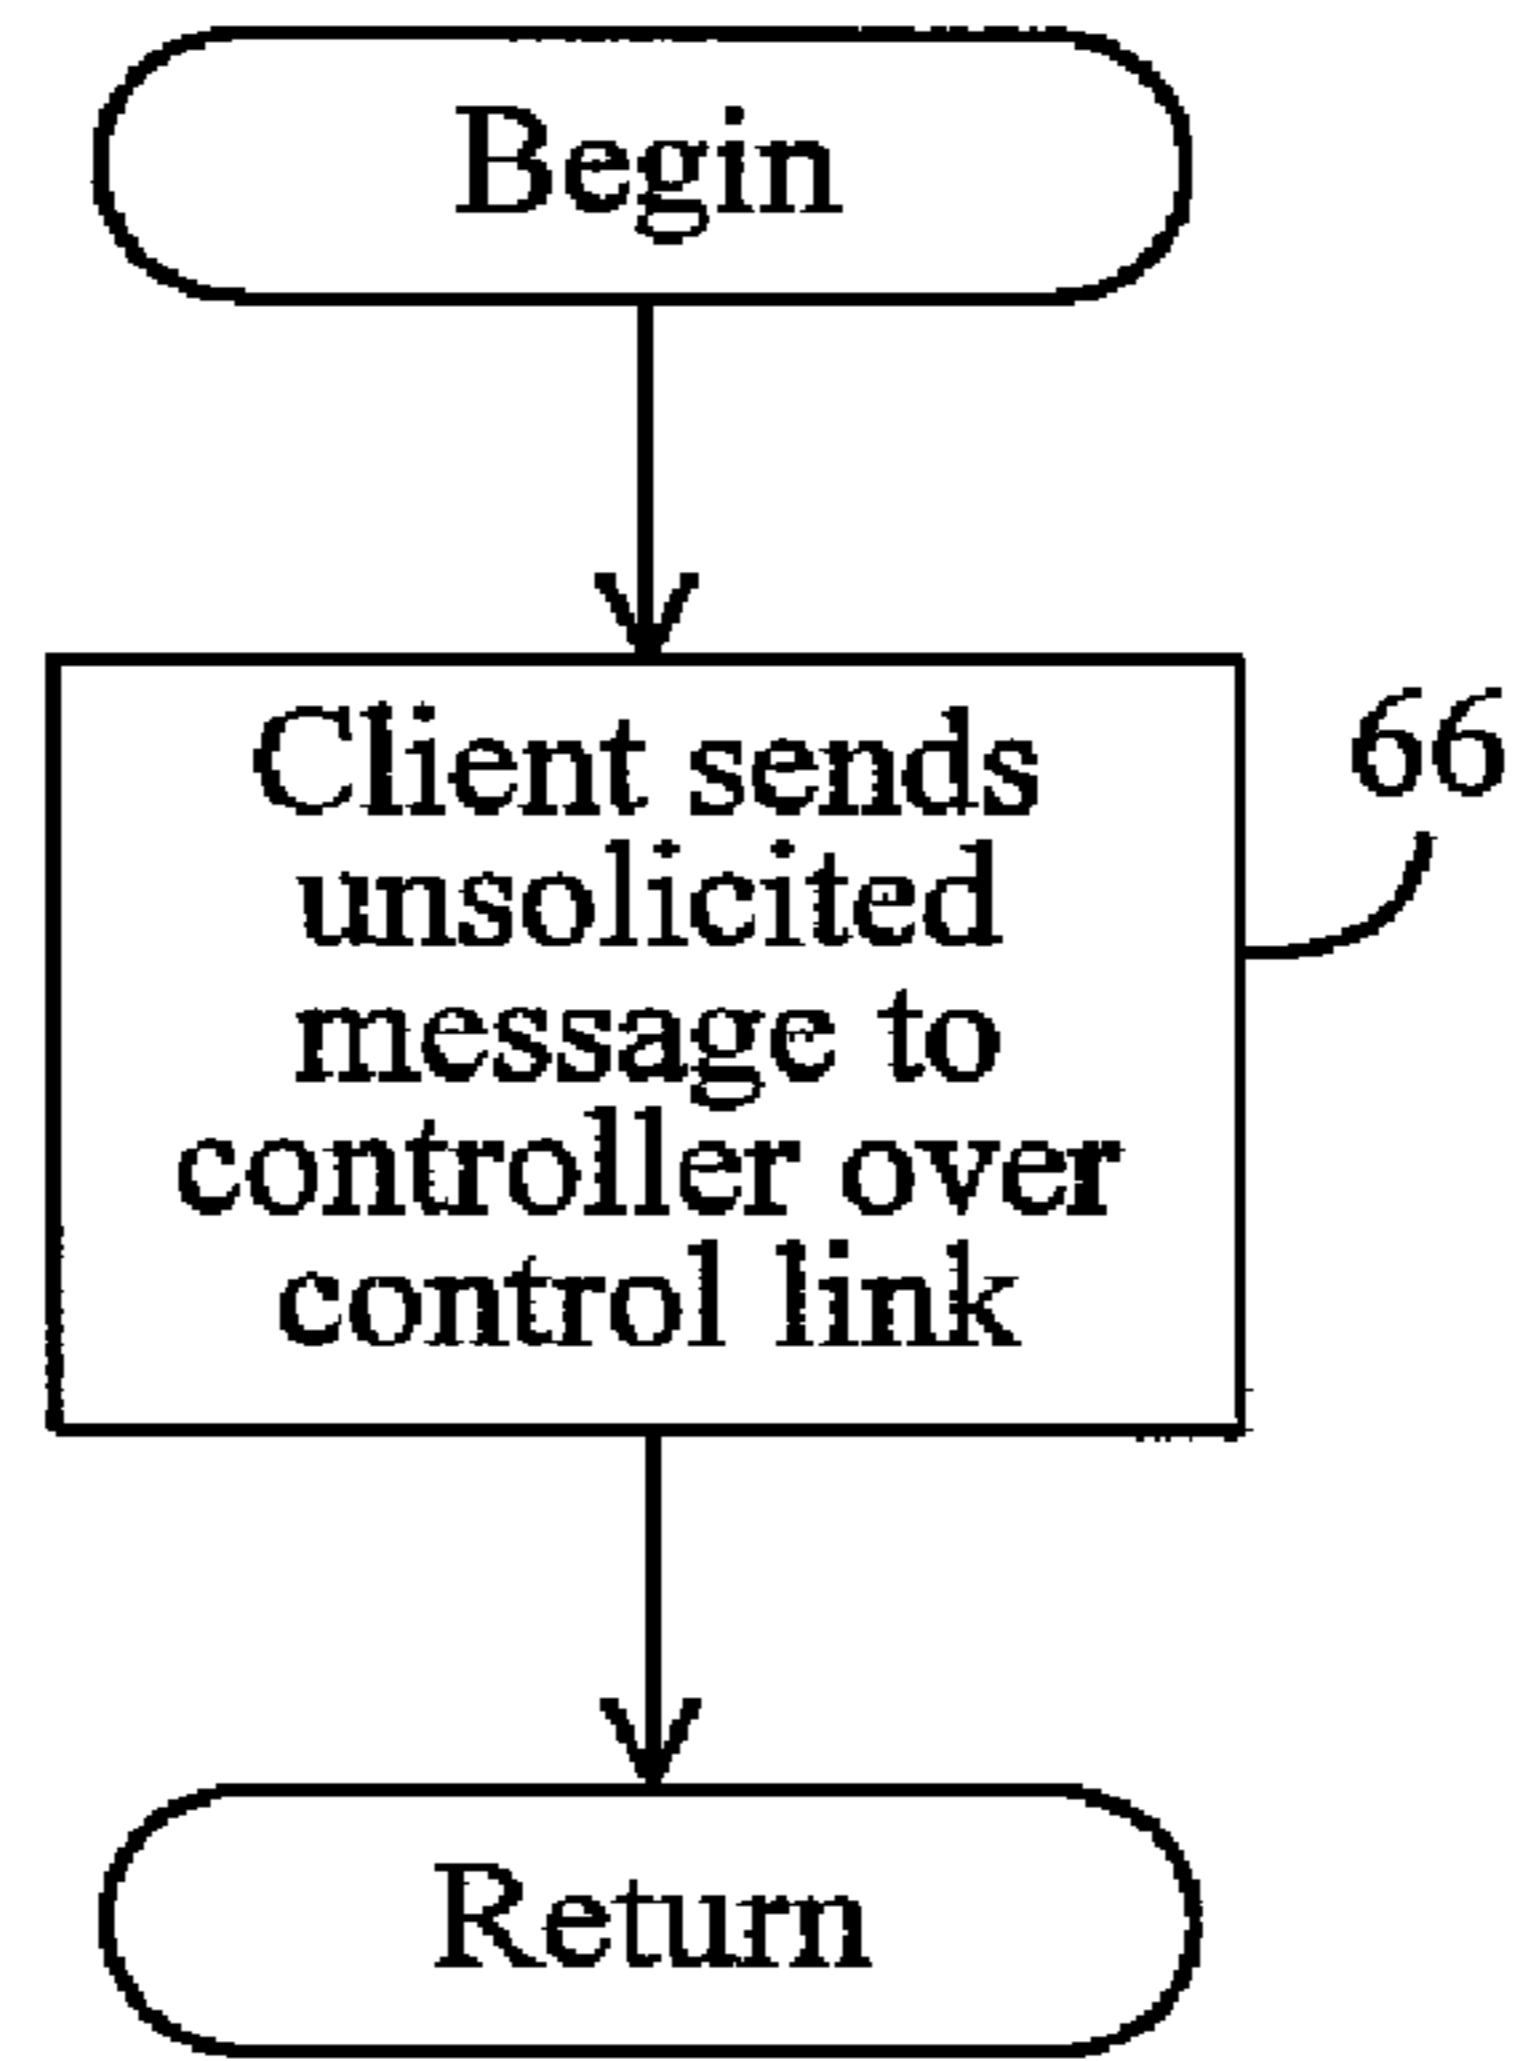 Begin
Client sends
unsolicited
message to
controller over
control link
66
Return